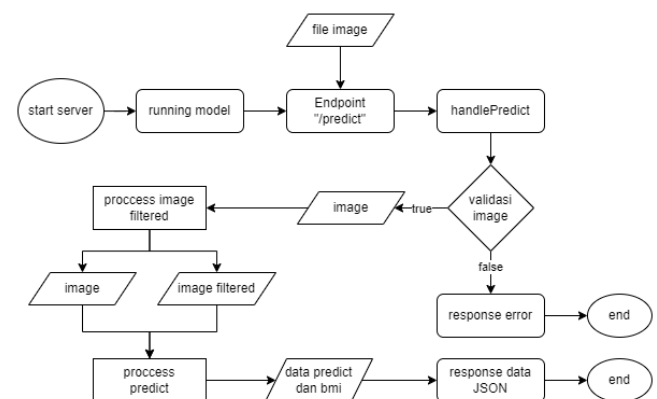 file image
start server
running model
Endpoint
"/predict"
handlePredict
proccess image
filtered
image
true
validasi
image
false
image
image filtered
response error
end
proccess
predict
data predict
dan bmi
response data
JSON
end